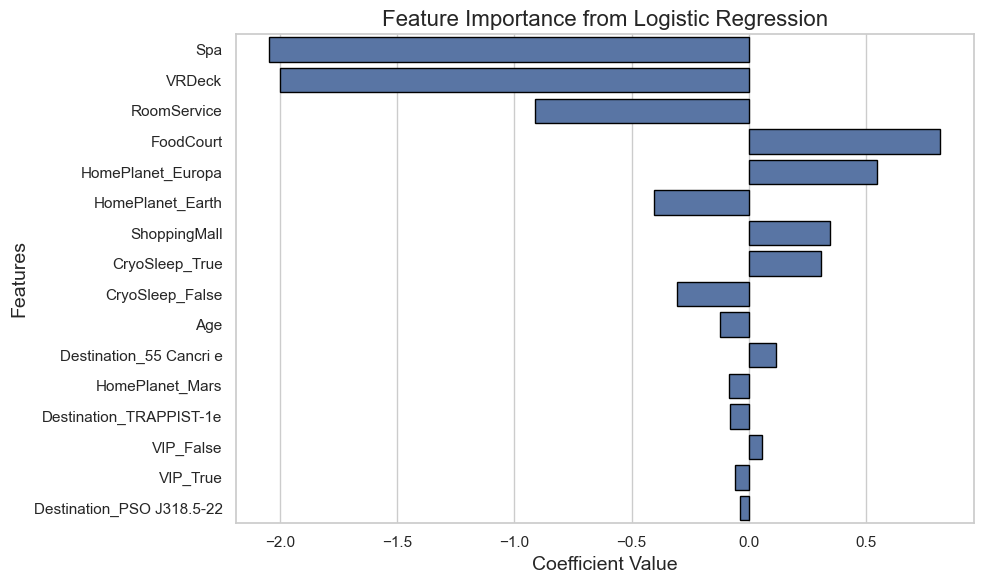 Feature Importance from Logistic Regression
Spa
VRDeck
RoomService
FoodCourt
HomePlanet_Europa
HomePlanet_Earth
ShoppingMall
CryoSleep_True
CryoSleep_False
Age
Destination_55 Cancri e
HomePlanet_Mars
Destination_TRAPPIST-1e
VIP_False
VIP_True
Destination_PSO J318.5-22
Features
−2.0 −1.5 −1.0 −0.5 0.0 0.5
Coefficient Value